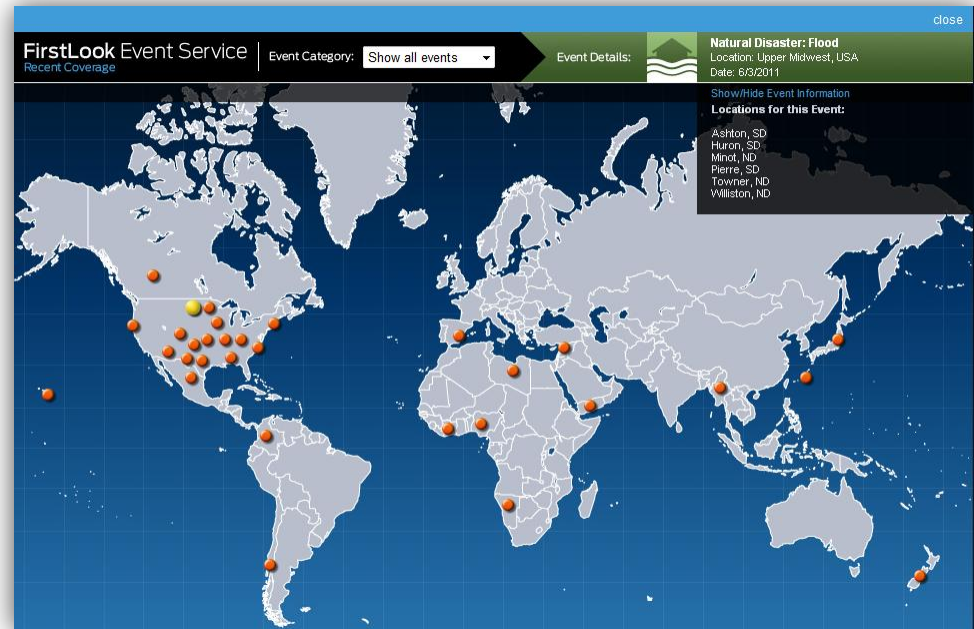 close
FirstLook Event Service
Recent Coverage
Event Category:
Show all events
Event Details:
Natural Disaster: Flood
Location: Upper Midwest, USA
Date: 6/3/2011
Show/Hide Event Information
Locations for this Event:
Ashton, SD
Huron, SD
Minot, ND
Pierre, SD
Towner, ND
Williston, ND